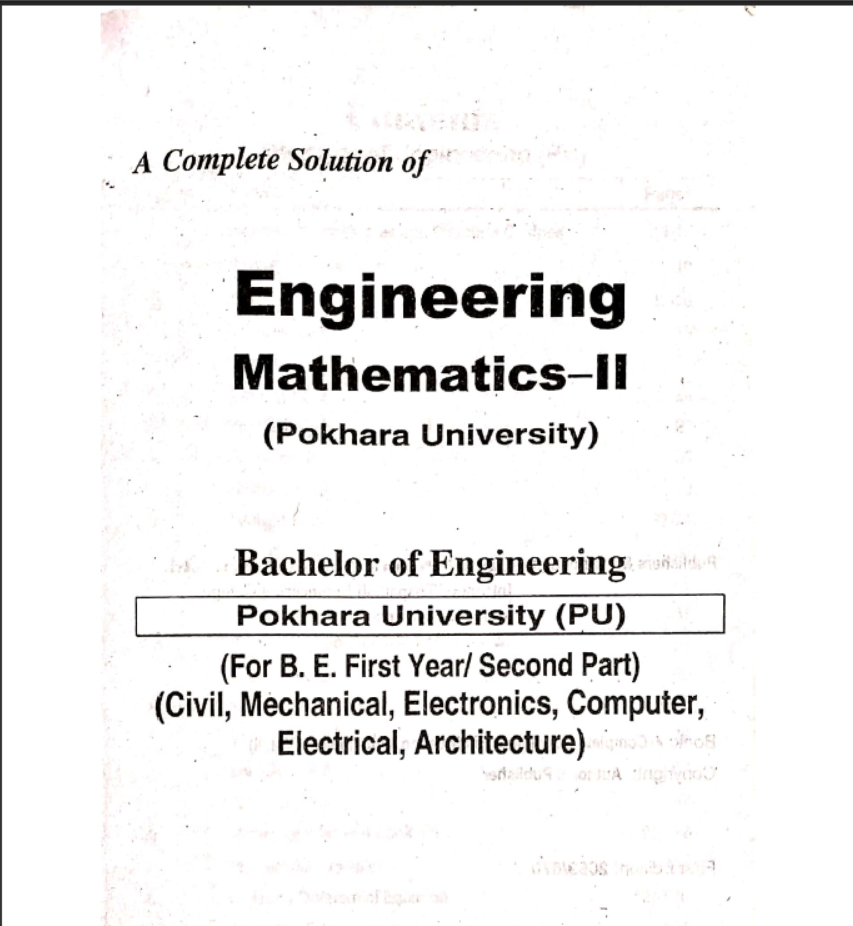 A Complete Solution of
Engineering
Mathematics–II
(Pokhara University)
Bachelor of Engineering
Pokhara University (PU)
(For B. E. First Year/ Second Part)
(Civil, Mechanical, Electronics, Computer,
Electrical, Architecture)